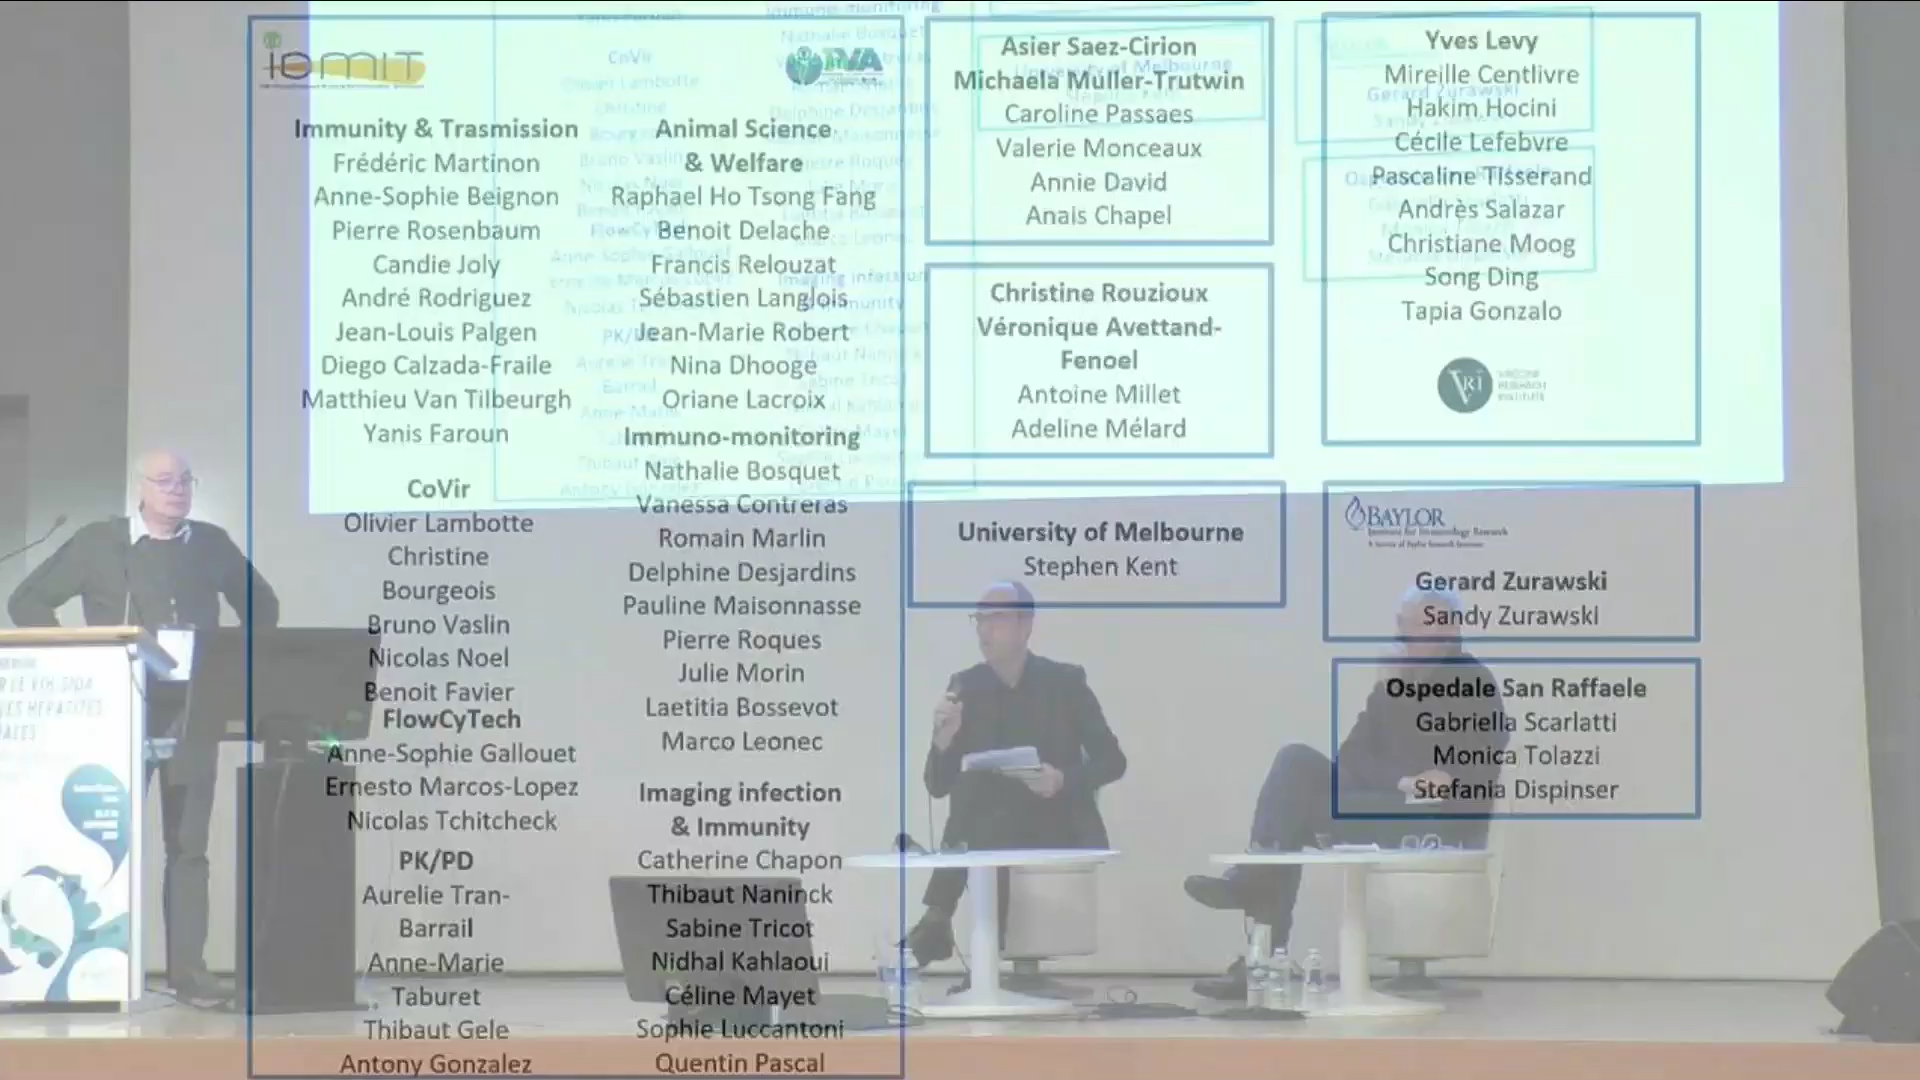 IDMIT
Immunity & Trasmission
Frédéric Martinon
Anne-Sophie Beignon
Pierre Rosenbaum
Candie Joly
André Rodriguez
Jean-Louis Palgen
Diego Calzada-Fraile
Matthieu Van Tilbeurgh
Yanis Faroun
CoVir
Olivier Lambotte
Christine
Bourgeois
Bruno Vaslin
Nicolas Noel
Benoit Favier
FlowCyTech
Anne-Sophie Gallouet
Ernesto Marcos-Lopez
Nicolas Tchitcheck
PK/PD
Aurelie Tran-
Barrail
Anne-Marie
Taburet
Thibaut Gele
Antony Gonzalez
Animal Science
& Welfare
Raphael Ho Tsong Fang
Benoit Delache
Francis Relouzat
Sébastien Langlois
Jean-Marie Robert
Nina Dhooge
Oriane Lacroix
Immuno-monitoring
Nathalie Bosquet
Vanessa Contreras
Romain Marlin
Delphine Desjardins
Pauline Maisonnasse
Pierre Roques
Julie Morin
Laetitia Bossevot
Marco Leonec
Imaging infection
& Immunity
Catherine Chapon
Thibaut Naninck
Sabine Tricot
Nidhal Kahlaoui
Céline Mayet
Sophie Luccantoni
Quentin Pascal
Asier Saez-Cirion
Michaela Muller-Trutwin
Caroline Passaes
Valerie Monceaux
Annie David
Anais Chapel
Christine Rouzioux
Véronique Avettand-
Fenoel
Antoine Millet
Adeline Mélard
University of Melbourne
Stephen Kent
Yves Levy
Mireille Centlivre
Hakim Hocini
Cécile Lefebvre
Pascaline Tisserand
Andrès Salazar
Christiane Moog
Song Ding
Tapia Gonzalo
VRI
VACCINE
RESEARCH
INSTITUTE
BAYLOR
Institute for Immunology Research
Gerard Zurawski
Sandy Zurawski
Ospedale San Raffaele
Gabriella Scarlatti
Monica Tolazzi
Stefania Dispinser